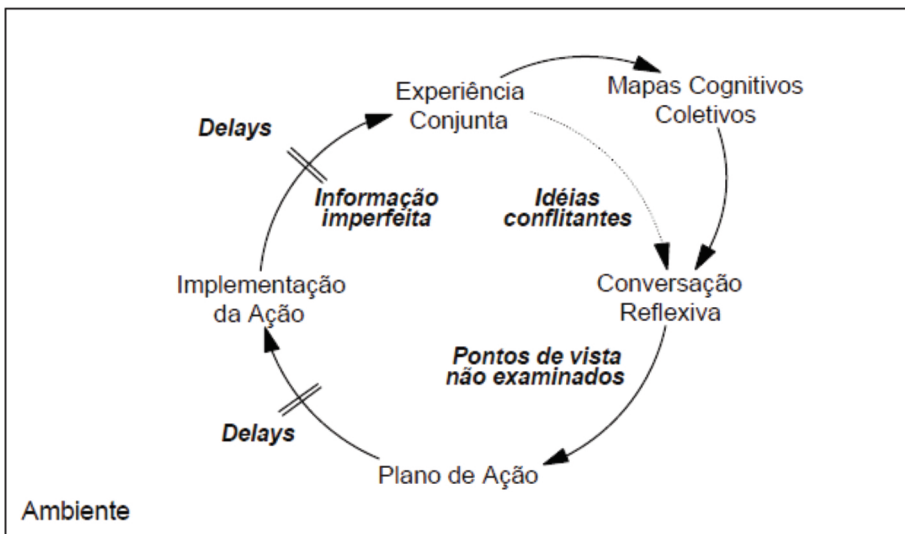 Experiência
Conjunta
Mapas Cognitivos
Coletivos
Delays
Informação
imperfeita
Idéias
conflitantes
Implementação
da Ação
Conversação
Reflexiva
Pontos de vista
não examinados
Delays
Plano de Ação
Ambiente